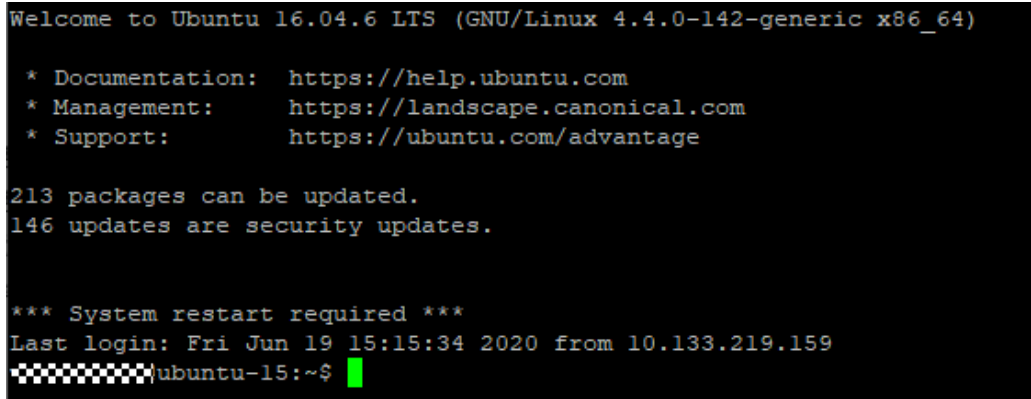 Welcome to Ubuntu 16.04.6 LTS (GNU/Linux 4.4.0-142-generic x86_64)
* Documentation:  https://help.ubuntu.com
* Management:     https://landscape.canonical.com
* Support:        https://ubuntu.com/advantage
213 packages can be updated.
146 updates are security updates.
*** System restart required ***
Last login: Fri Jun 19 15:15:34 2020 from 10.133.219.159
ubuntu-15:~$